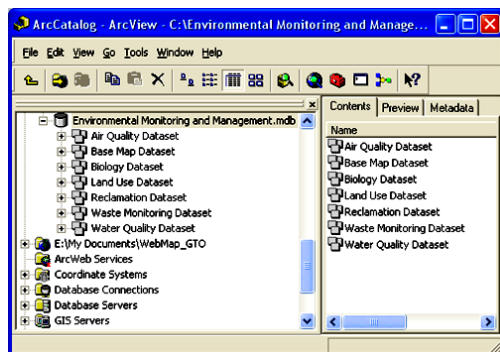 ArcCatalog - ArcView - C:\Environmental Monitoring and Manage...
File Edit View Go Tools Window Help
Environmental Monitoring and Management.mdb
Air Quality Dataset
Base Map Dataset
Biology Dataset
Land Use Dataset
Reclamation Dataset
Waste Monitoring Dataset
Water Quality Dataset
E:\My Documents\WebMap_GTO
ArcWeb Services
Coordinate Systems
Database Connections
Database Servers
GIS Servers
Contents Preview Metadata
Name
Air Quality Dataset
Base Map Dataset
Biology Dataset
Land Use Dataset
Reclamation Dataset
Waste Monitoring Dataset
Water Quality Dataset